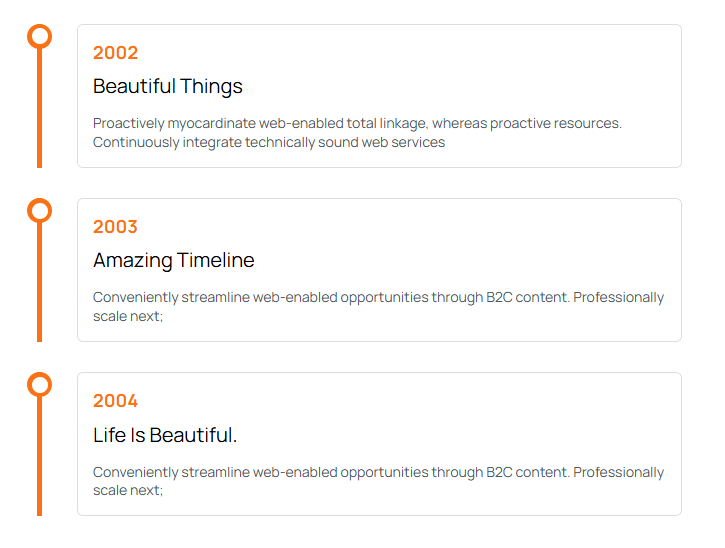 2002
Beautiful Things
Proactively myocardinate web-enabled total linkage, whereas proactive resources.
Continuously integrate technically sound web services
2003
Amazing Timeline
Conveniently streamline web-enabled opportunities through B2C content. Professionally
scale next;
2004
Life Is Beautiful.
Conveniently streamline web-enabled opportunities through B2C content. Professionally
scale next;